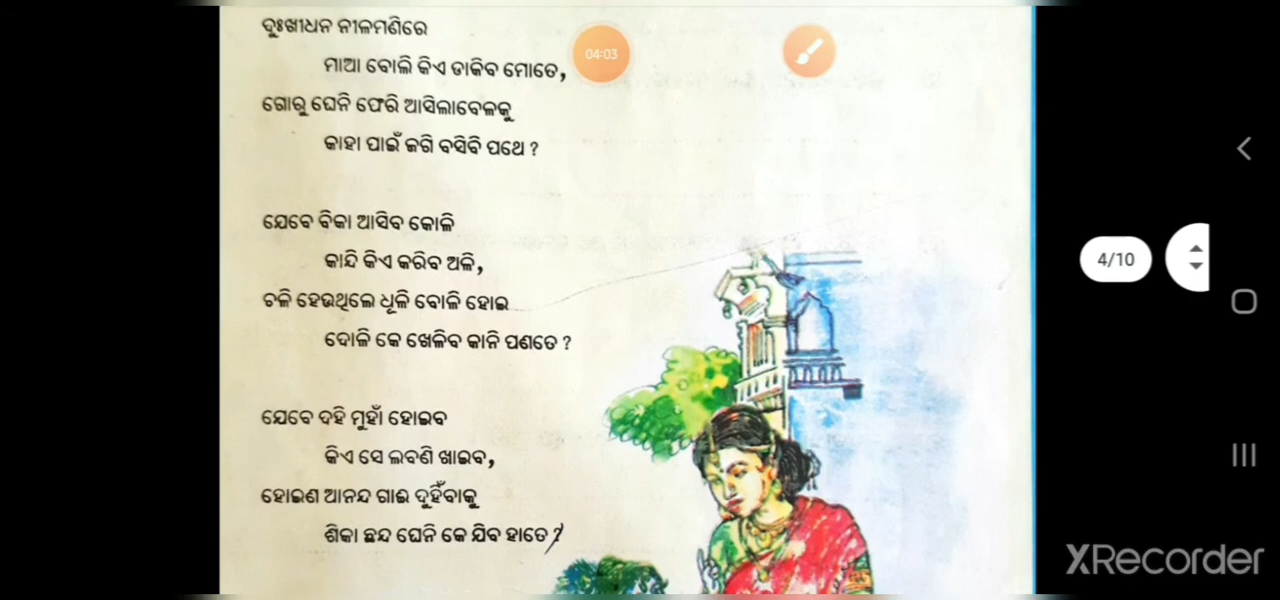 ଦୁଃଖୀଧନ ନୀଳମଣିରେ
ମାଆ ବୋଲି କିଏ ଡାକିବ ମୋତେ,
ଗୋରୁ ଘେନି ଫେରି ଆସିଲାବେଳକୁ
କାହା ପାଇଁ ଜଗି ବସିବି ପଥେ ?
ଯେବେ ବିକା ଆସିବ କୋଳି
କାନ୍ଦି କିଏ କରିବ ଅଳି,
ଚଳି ହେଉଥିଲେ ଧୂଳି ବୋଳି ହୋଇ
ଦୋଳି କେ ଖେଳିବ କାନି ପଣତେ ?
ଯେବେ ଦହି ମୁହାଁ ହୋଇବ
କିଏ ସେ ଲବଣି ଖାଇବ,
ହୋଇଣ ଆନନ୍ଦ ଗାଈ ଦୁହିଁବାକୁ
ଶିକା ଛନ୍ଦ ଘେନି କେ ଯିବ ହାତେ ?
04:03
4/10
XRecorder